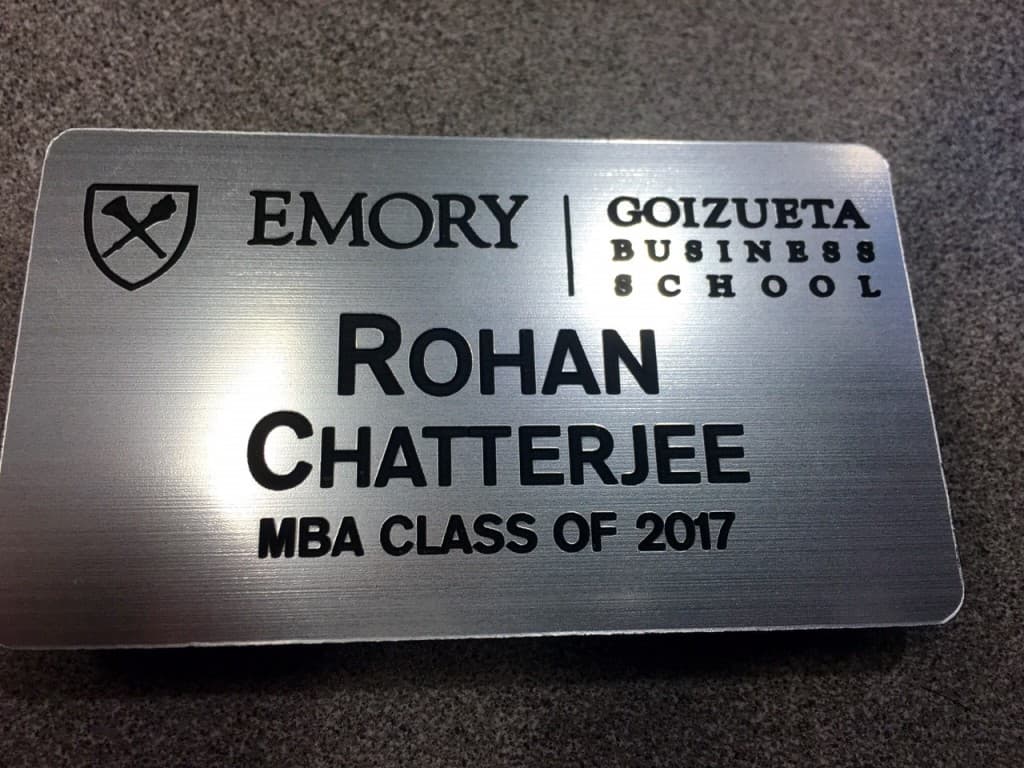 EMORY
GOIZUETA
BUSINESS
SCHOOL
ROHAN
CHATTERJEE
MBA CLASS OF 2017